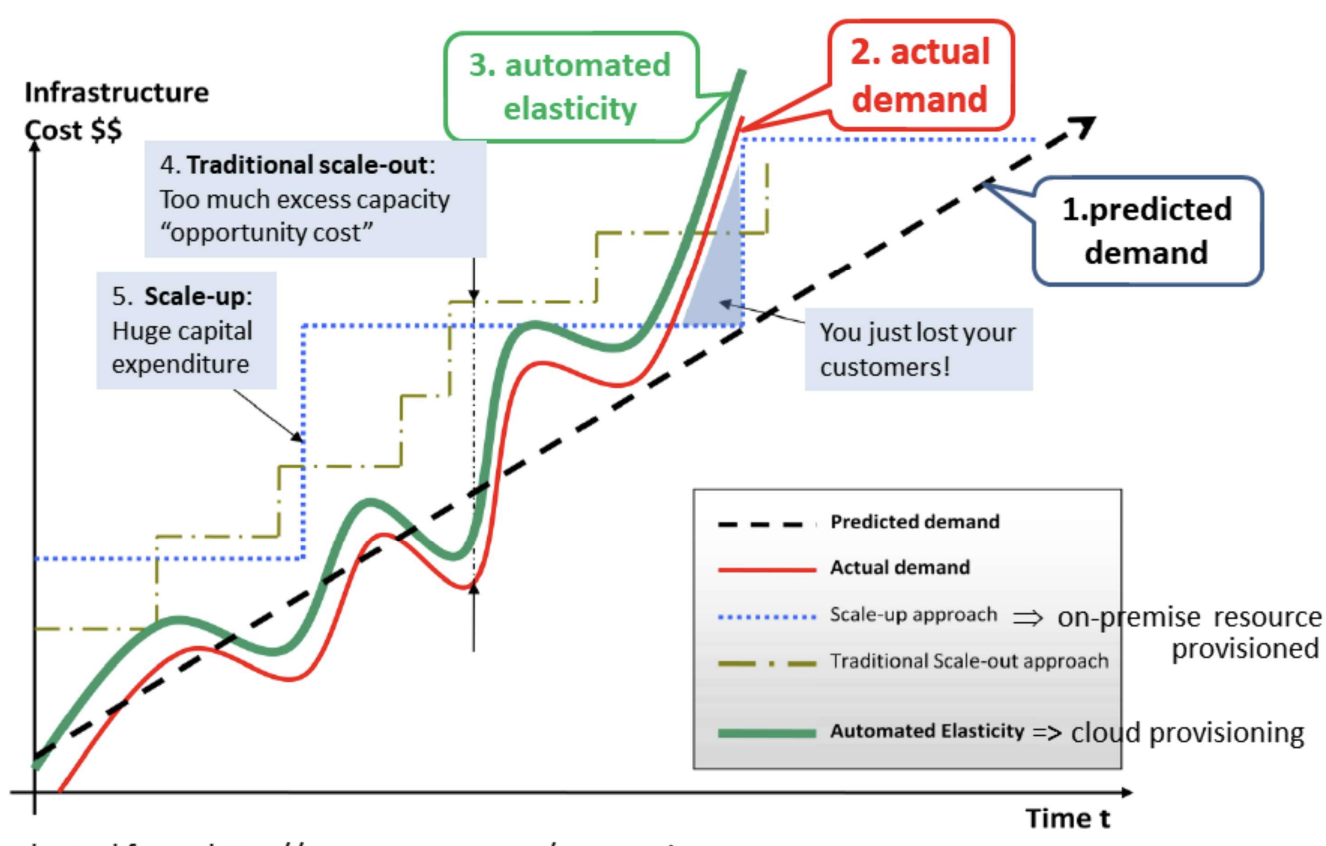 Infrastructure
Cost $$
3. automated
elasticity
2. actual
demand
4. Traditional scale-out:
Too much excess capacity
“opportunity cost”
1.predicted
demand
5. Scale-up:
Huge capital
expenditure
You just lost your
customers!
Predicted demand
Actual demand
Scale-up approach ⇒ on-premise resource
provisioned
Traditional Scale-out approach
Automated Elasticity => cloud provisioning
Time t